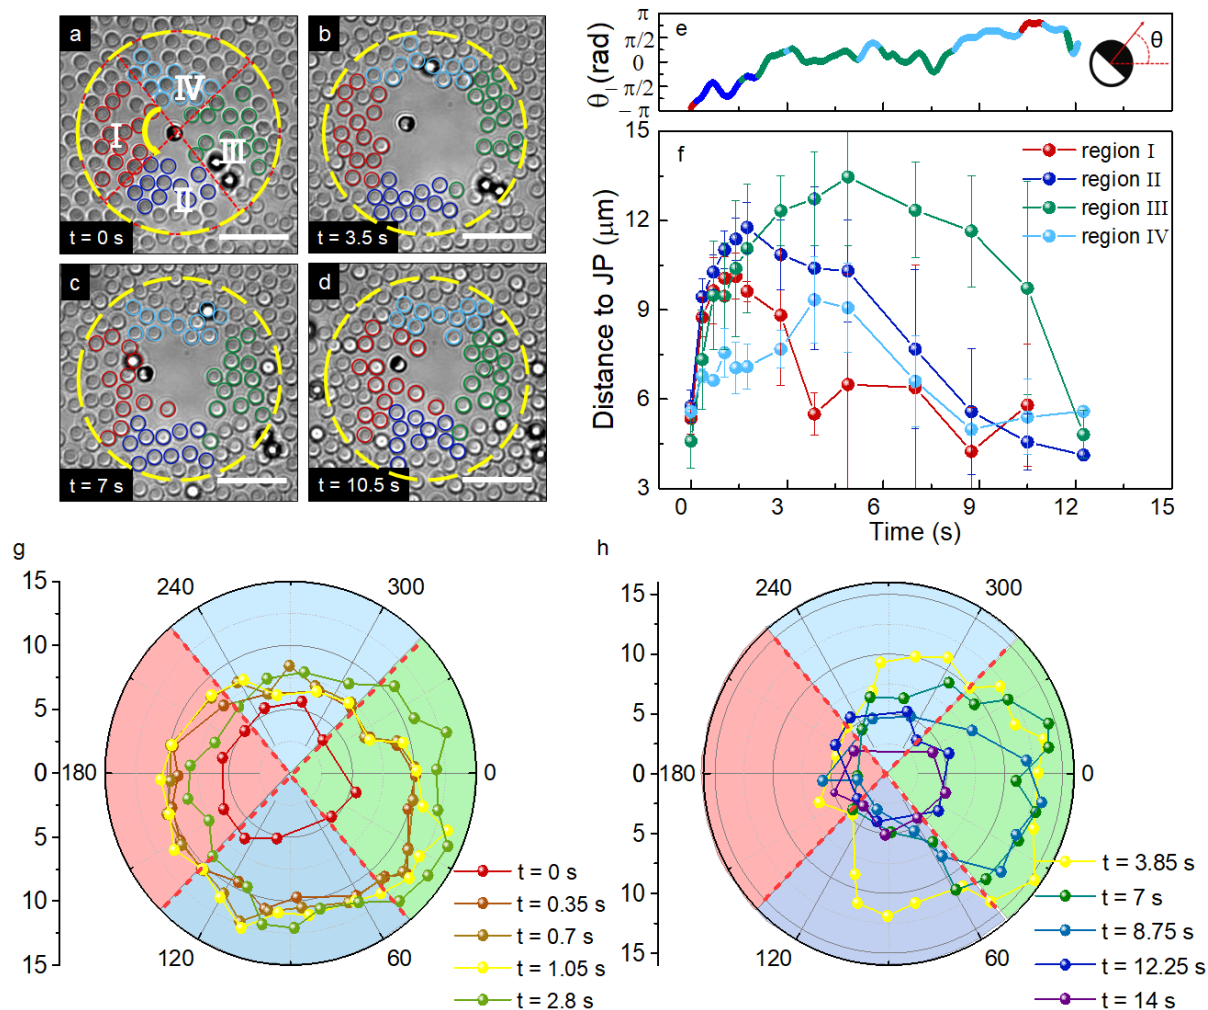 a
IV
I
III
II
t = 0 s
b
t = 3.5 s
c
t = 7 s
d
t = 10.5 s
e
θ_ (rad)
π
π/2
0
−π/2
−π
θ
f
region I
region II
region III
region IV
Distance to JP (μm)
15
12
9
6
3
0 3 6 9 12 15
Time (s)
g
15
10
5
0
5
10
15
240
300
180
0
120
60
t = 0 s
t = 0.35 s
t = 0.7 s
t = 1.05 s
t = 2.8 s
h
15
10
5
0
5
10
15
240
300
180
0
120
60
t = 3.85 s
t = 7 s
t = 8.75 s
t = 12.25 s
t = 14 s